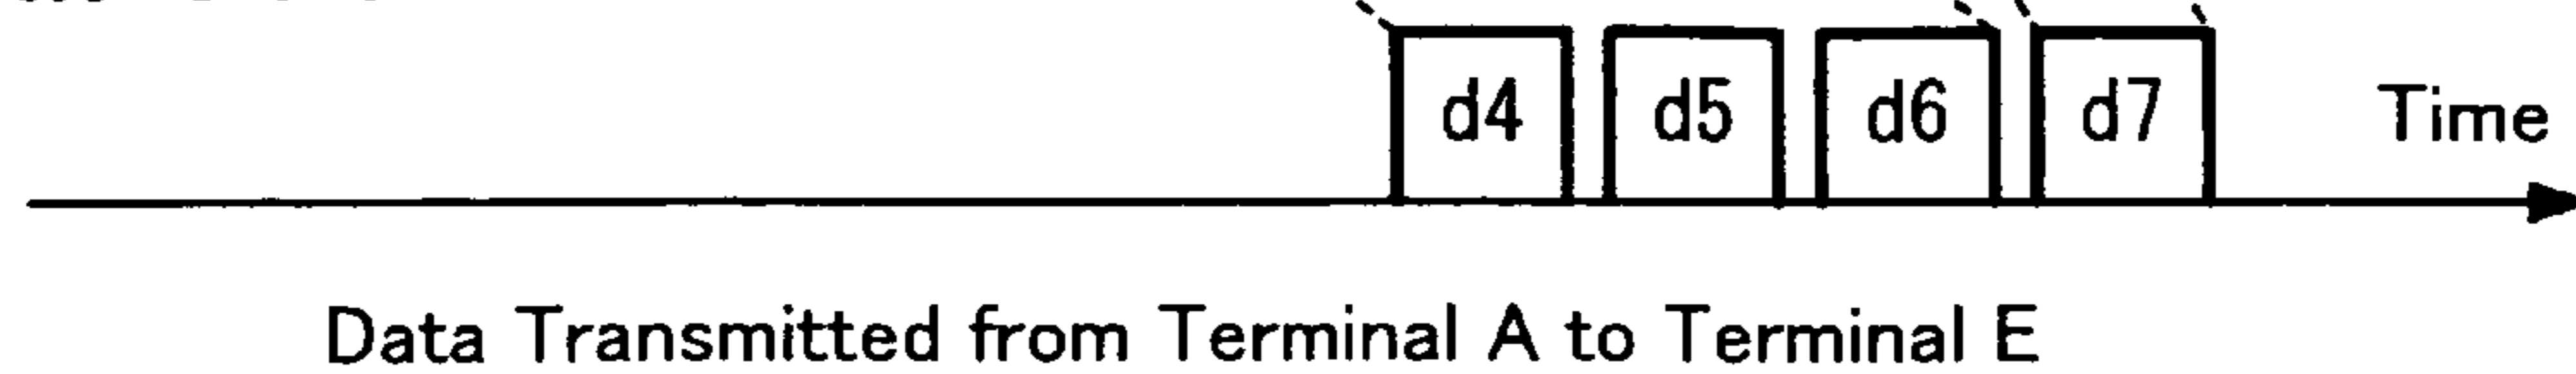 d4 d5 d6 d7 Time
Data Transmitted from Terminal A to Terminal E